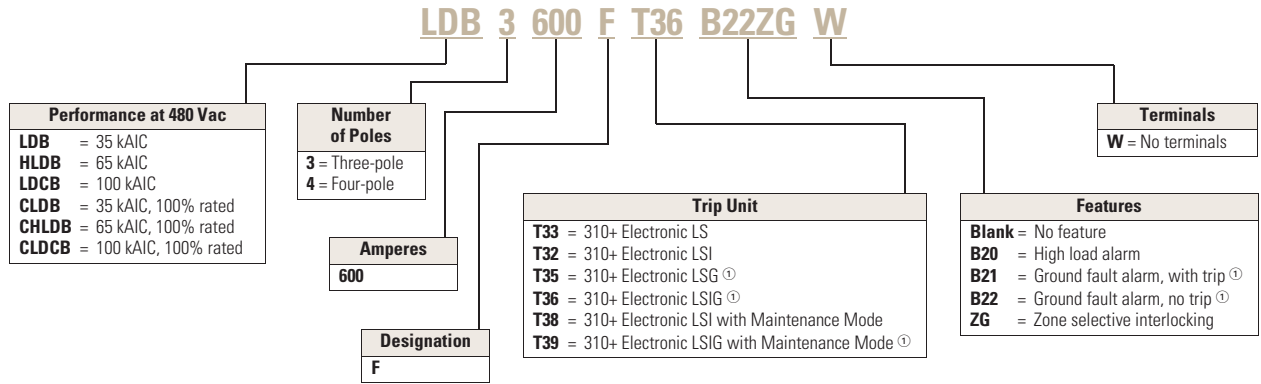 LDB 3 600 F T36 B22ZG W
Performance at 480 Vac
LDB = 35 kAIC
HLDB = 65 kAIC
LDCB = 100 kAIC
CLDB = 35 kAIC, 100% rated
CHLDB = 65 kAIC, 100% rated
CLDCB = 100 kAIC, 100% rated
Number
of Poles
3 = Three-pole
4 = Four-pole
Amperes
600
Designation
F
Trip Unit
T33 = 310+ Electronic LS
T32 = 310+ Electronic LSI
T35 = 310+ Electronic LSG ①
T36 = 310+ Electronic LSIG ①
T38 = 310+ Electronic LSI with Maintenance Mode
T39 = 310+ Electronic LSIG with Maintenance Mode ①
Features
Blank = No feature
B20 = High load alarm
B21 = Ground fault alarm, with trip ①
B22 = Ground fault alarm, no trip ①
ZG = Zone selective interlocking
Terminals
W = No terminals